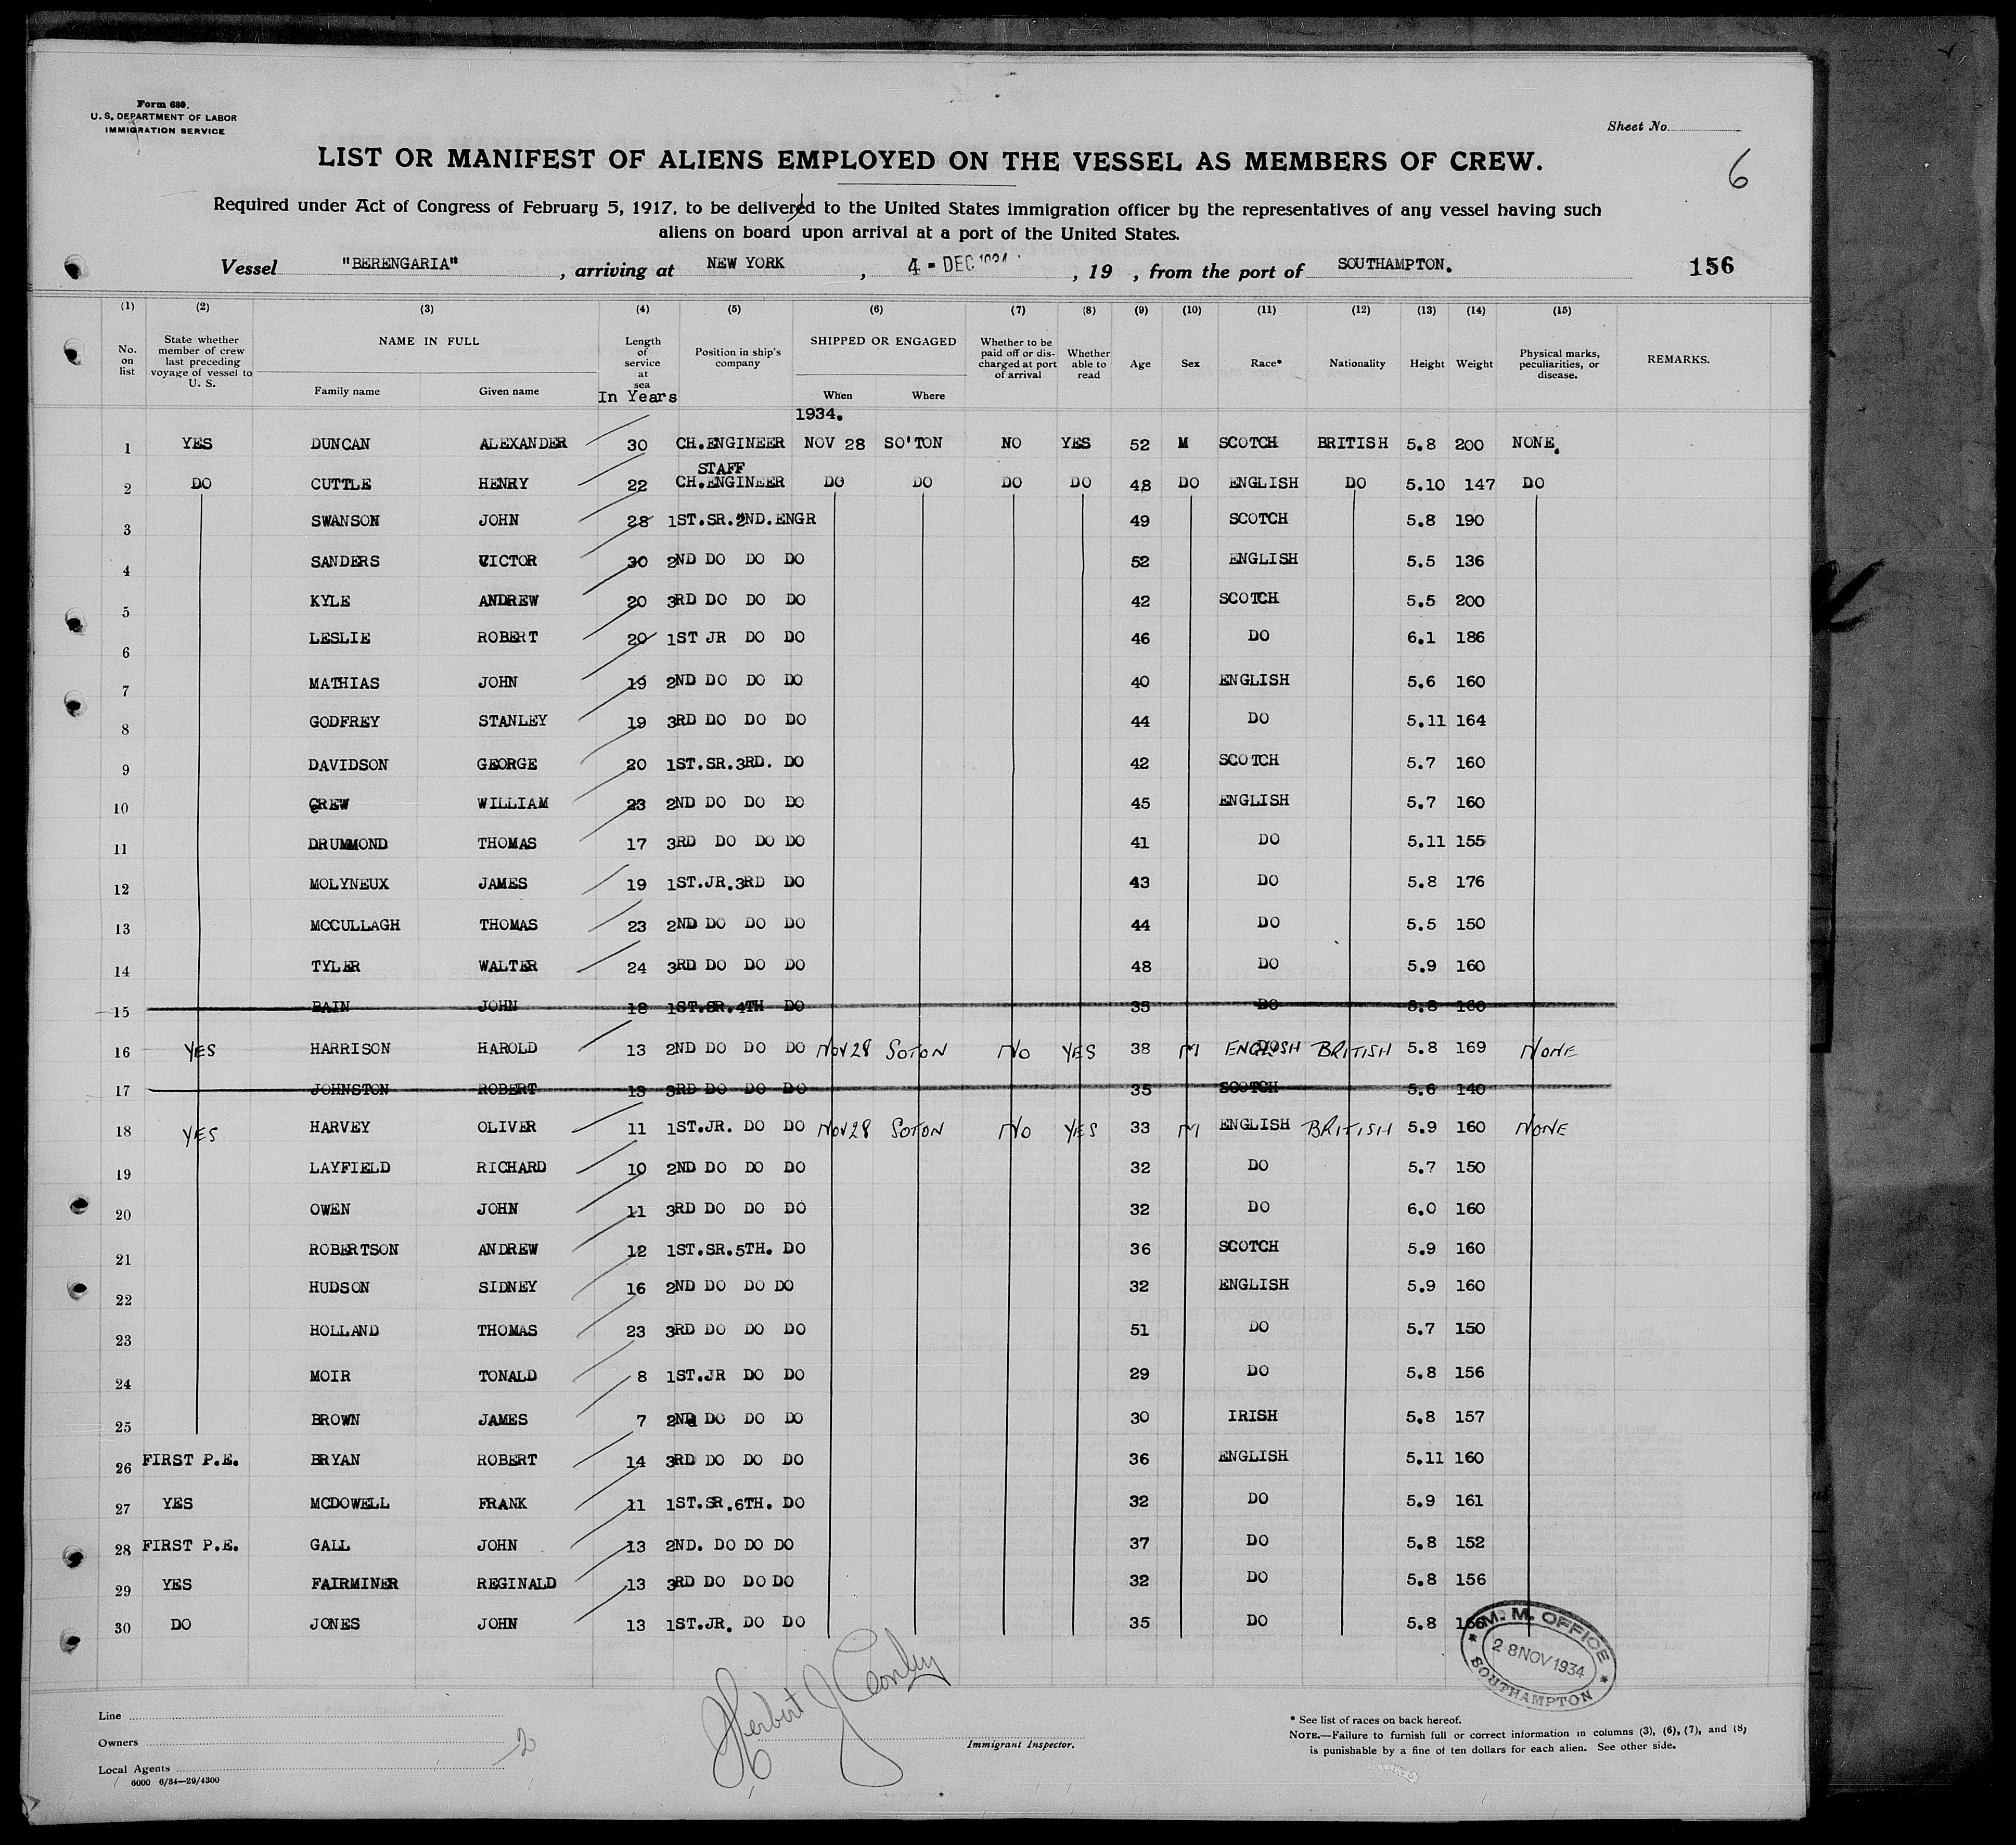 Form 680.
U. S. DEPARTMENT OF LABOR
IMMIGRATION SERVICE
Sheet No.
LIST OR MANIFEST OF ALIENS EMPLOYED ON THE VESSEL AS MEMBERS OF CREW.
6
Required under Act of Congress of February 5, 1917, to be delivered to the United States immigration officer by the representatives of any vessel having such
aliens on board upon arrival at a port of the United States.
Vessel "BERENGARIA" , arriving at NEW YORK , 4 - DEC 1934 , 19 , from the port of SOUTHAMPTON. 156
(1) (2) (3) (4) (5) (6) (7) (8) (9) (10) (11) (12) (13) (14) (15)
No. on list State whether member of crew last preceding voyage of vessel to U. S. NAME IN FULL Family name Given name Length of service at sea In Years Position in ship's company SHIPPED OR ENGAGED When Where Whether to be paid off or discharged at port of arrival Whether able to read Age Sex Race* Nationality Height Weight Physical marks, peculiarities, or disease. REMARKS.
1934.
1 YES DUNCAN ALEXANDER 30 CH.ENGINEER NOV 28 SO'TON NO YES 52 M SCOTCH BRITISH 5.8 200 NONE.
STAFF
2 DO CUTTLE HENRY 22 CH.ENGINEER DO DO DO DO 48 DO ENGLISH DO 5.10 147 DO
3 SWANSON JOHN 28 1ST.SR.2ND.ENGR 49 SCOTCH 5.8 190
4 SANDERS VICTOR 30 2ND DO DO DO 52 ENGLISH 5.5 136
5 KYLE ANDREW 20 3RD DO DO DO 42 SCOTCH 5.5 200
6 LESLIE ROBERT 20 1ST JR DO DO 46 DO 6.1 186
7 MATHIAS JOHN 19 2ND DO DO DO 40 ENGLISH 5.6 160
8 GODFREY STANLEY 19 3RD DO DO DO 44 DO 5.11 164
9 DAVIDSON GEORGE 20 1ST.SR.3RD. DO 42 SCOTCH 5.7 160
10 CREW WILLIAM 23 2ND DO DO DO 45 ENGLISH 5.7 160
11 DRUMMOND THOMAS 17 3RD DO DO DO 41 DO 5.11 155
12 MOLYNEUX JAMES 19 1ST.JR.3RD DO 43 DO 5.8 176
13 MCCULLAGH THOMAS 23 2ND DO DO DO 44 DO 5.5 150
14 TYLER WALTER 24 3RD DO DO DO 48 DO 5.9 160
15 BAIN JOHN 18 1ST.SR.4TH DO 35 DO 5.8 160
16 YES HARRISON HAROLD 13 2ND DO DO DO NOV 28 SOTON NO YES 38 M ENGLISH BRITISH 5.8 169 NONE
17 JOHNSTON ROBERT 13 3RD DO DO DO 35 SCOTCH 5.6 140
18 YES HARVEY OLIVER 11 1ST.JR. DO DO NOV 28 SOTON NO YES 33 M ENGLISH BRITISH 5.9 160 NONE
19 LAYFIELD RICHARD 10 2ND DO DO DO 32 DO 5.7 150
20 OWEN JOHN 11 3RD DO DO DO 32 DO 6.0 160
21 ROBERTSON ANDREW 12 1ST.SR.5TH. DO 36 SCOTCH 5.9 160
22 HUDSON SIDNEY 16 2ND DO DO DO 32 ENGLISH 5.9 160
23 HOLLAND THOMAS 23 3RD DO DO DO 51 DO 5.7 150
24 MOIR TONALD 8 1ST.JR DO DO 29 DO 5.8 156
25 BROWN JAMES 7 2ND DO DO DO 30 IRISH 5.8 157
26 FIRST P.E. BRYAN ROBERT 14 3RD DO DO DO 36 ENGLISH 5.11 160
27 YES MCDOWELL FRANK 11 1ST.SR.6TH. DO 32 DO 5.9 161
28 FIRST P.E. GALL JOHN 13 2ND. DO DO DO 37 DO 5.8 152
29 YES FAIRMINER REGINALD 13 3RD DO DO DO 32 DO 5.8 156
30 DO JONES JOHN 13 1ST.JR. DO DO 35 DO 5.8
M. M. OFFICE
28 NOV 1934
SOUTHAMPTON
Line
Owners
2
Local Agents
6000 6/34—29/4300
Herbert J
Immigrant Inspector.
* See list of races on back hereof.
NOTE.—Failure to furnish full or correct information in columns (3), (6), (7), and (8)
is punishable by a fine of ten dollars for each alien. See other side.